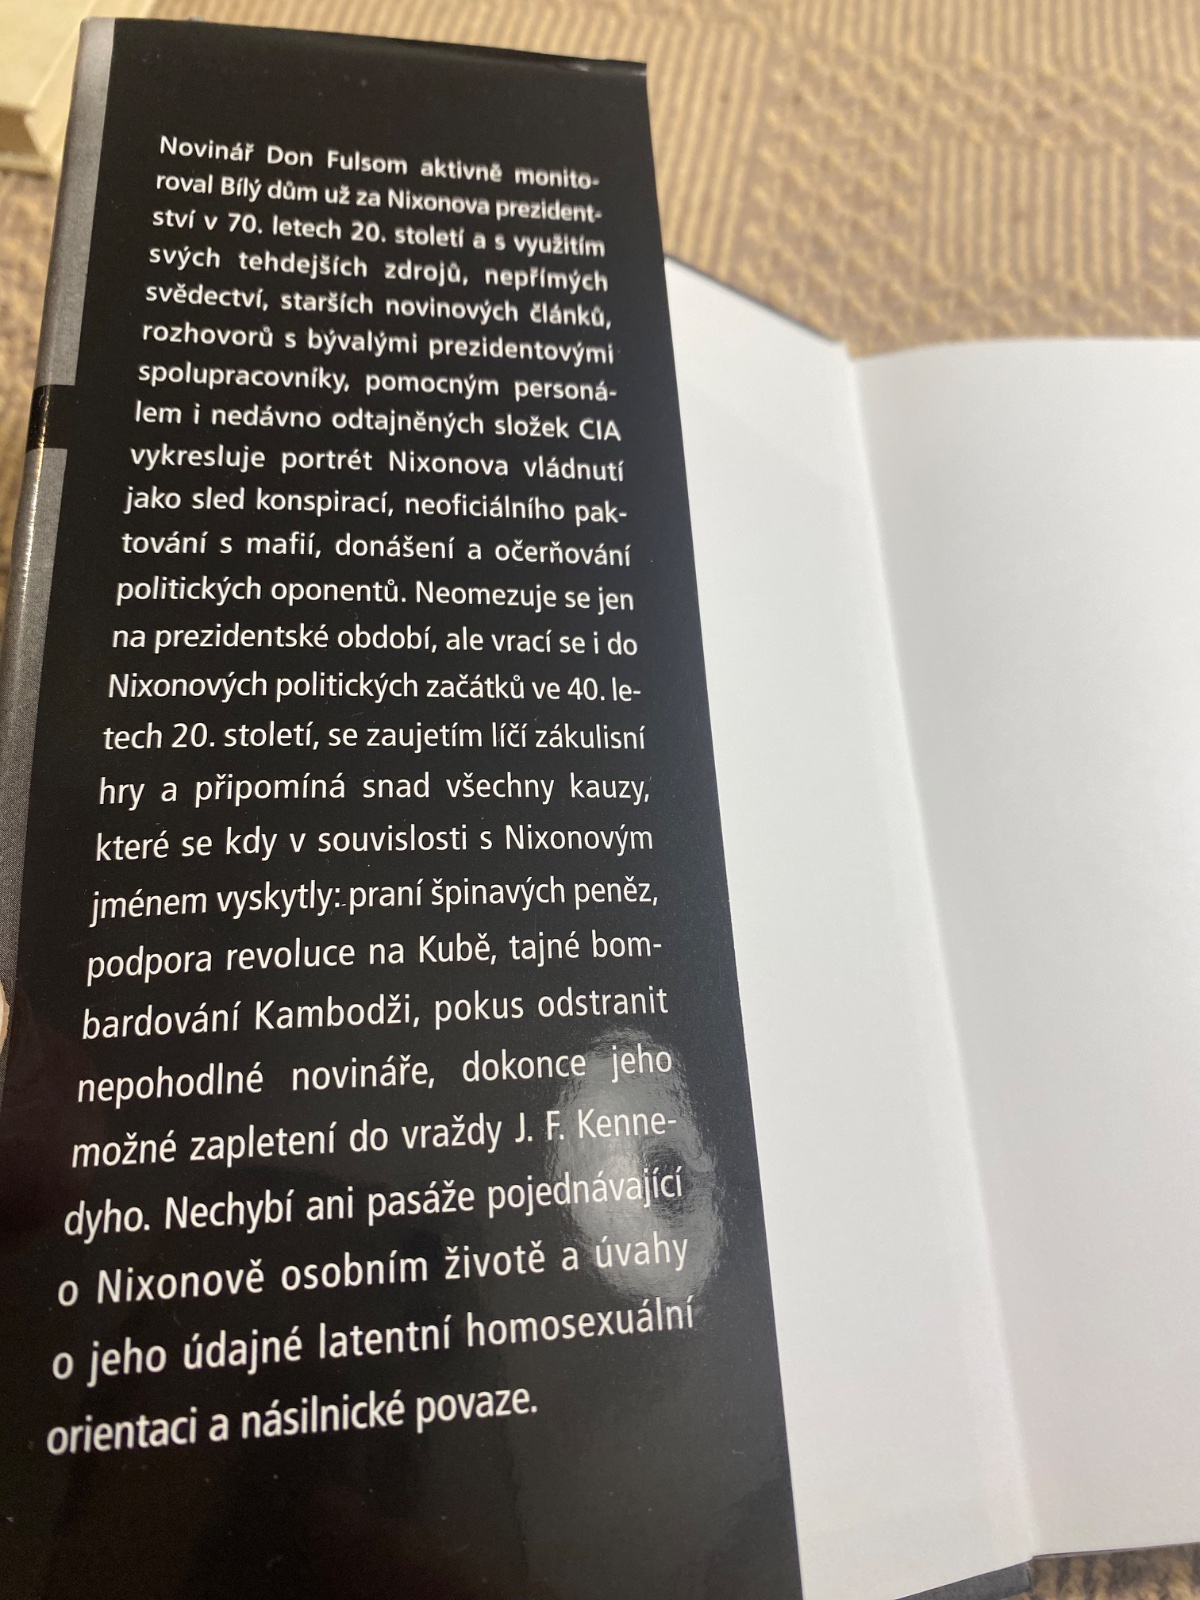 Novinář Don Fulsom aktivně monito-
roval Bílý dům už za Nixonova prezident-
ství v 70. letech 20. století a s využitím
svých tehdejších zdrojů, nepřímých
svědectví, starších novinových článků,
rozhovorů s bývalými prezidentovými
spolupracovníky, pomocným personá-
lem i nedávno odtajněných složek CIA
vykresluje portrét Nixonova vládnutí
jako sled konspirací, neoficiálního pak-
tování s mafií, donášení a očerňování
politických oponentů. Neomezuje se jen
na prezidentské období, ale vrací se i do
Nixonových politických začátků ve 40. le-
tech 20. století, se zaujetím líčí zákulisní
hry a připomíná snad všechny kauzy,
které se kdy v souvislosti s Nixonovým
jménem vyskytly: praní špinavých peněz,
podpora revoluce na Kubě, tajné bom-
bardování Kambodži, pokus odstranit
nepohodlné novináře, dokonce jeho
možné zapletení do vraždy J. F. Kenne-
dyho. Nechybí ani pasáže pojednávající
o Nixonově osobním životě a úvahy
o jeho údajné latentní homosexuální
orientaci a násilnické povaze.